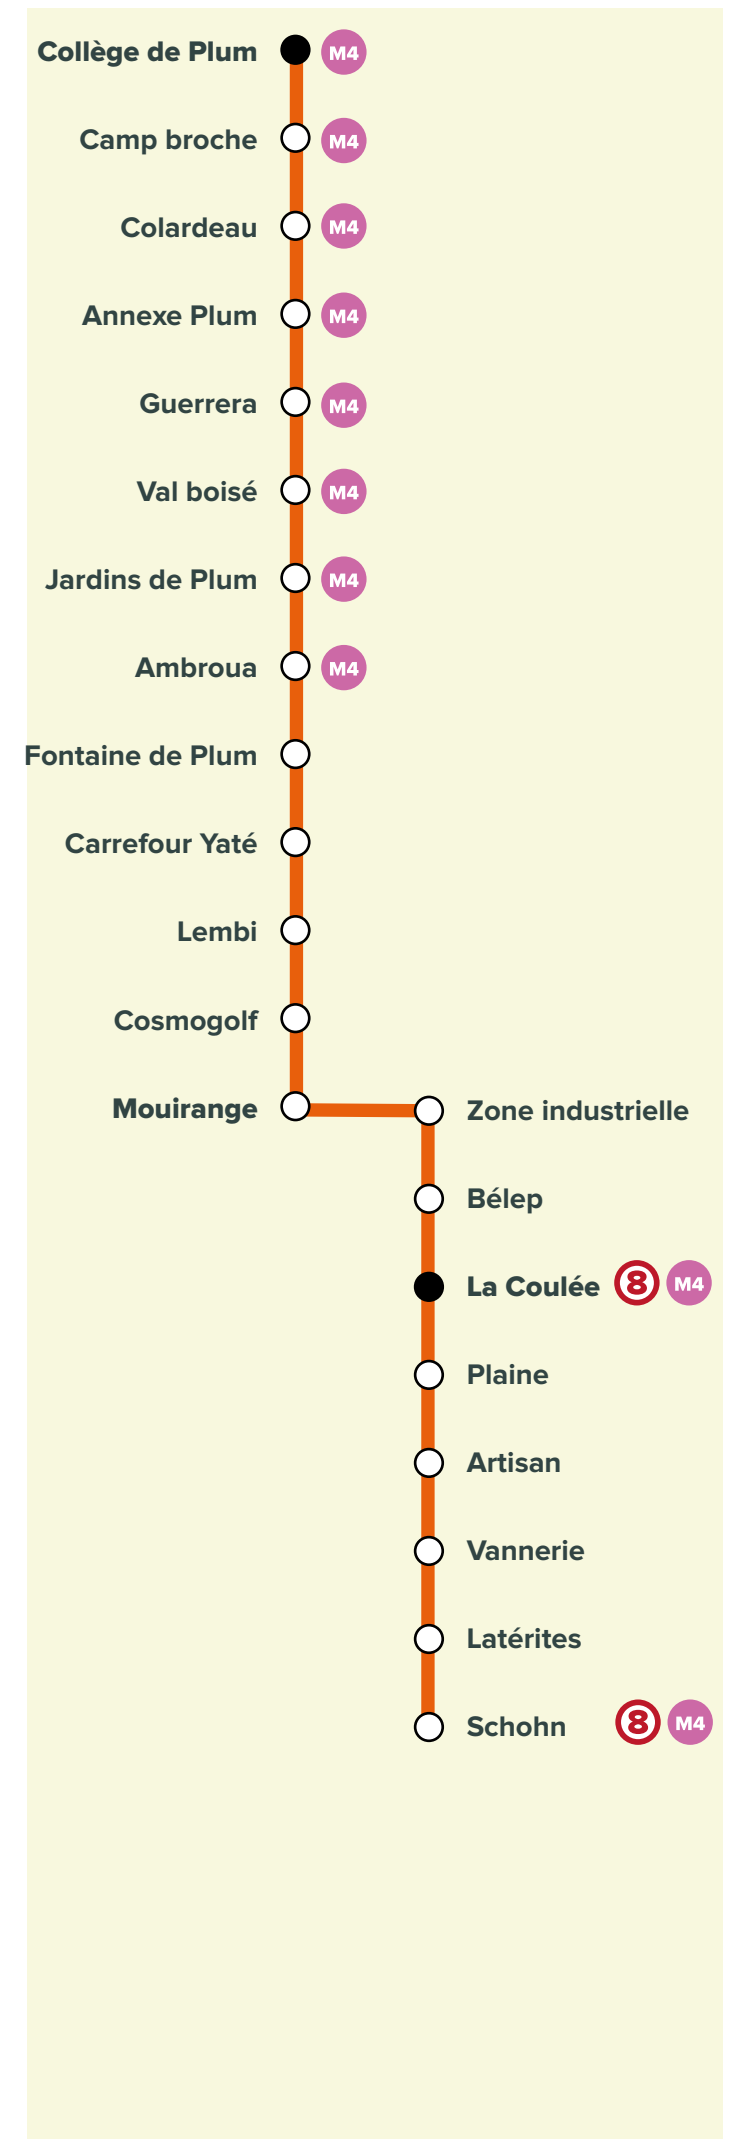 Collège de Plum M4
Camp broche M4
Colardeau M4
Annexe Plum M4
Guerrera M4
Val boisé M4
Jardins de Plum M4
Ambroua M4
Fontaine de Plum
Carrefour Yaté
Lembi
Cosmogolf
Mouirange
Zone industrielle
Bélep
La Coulée 8 M4
Plaine
Artisan
Vannerie
Latérites
Schohn 8 M4